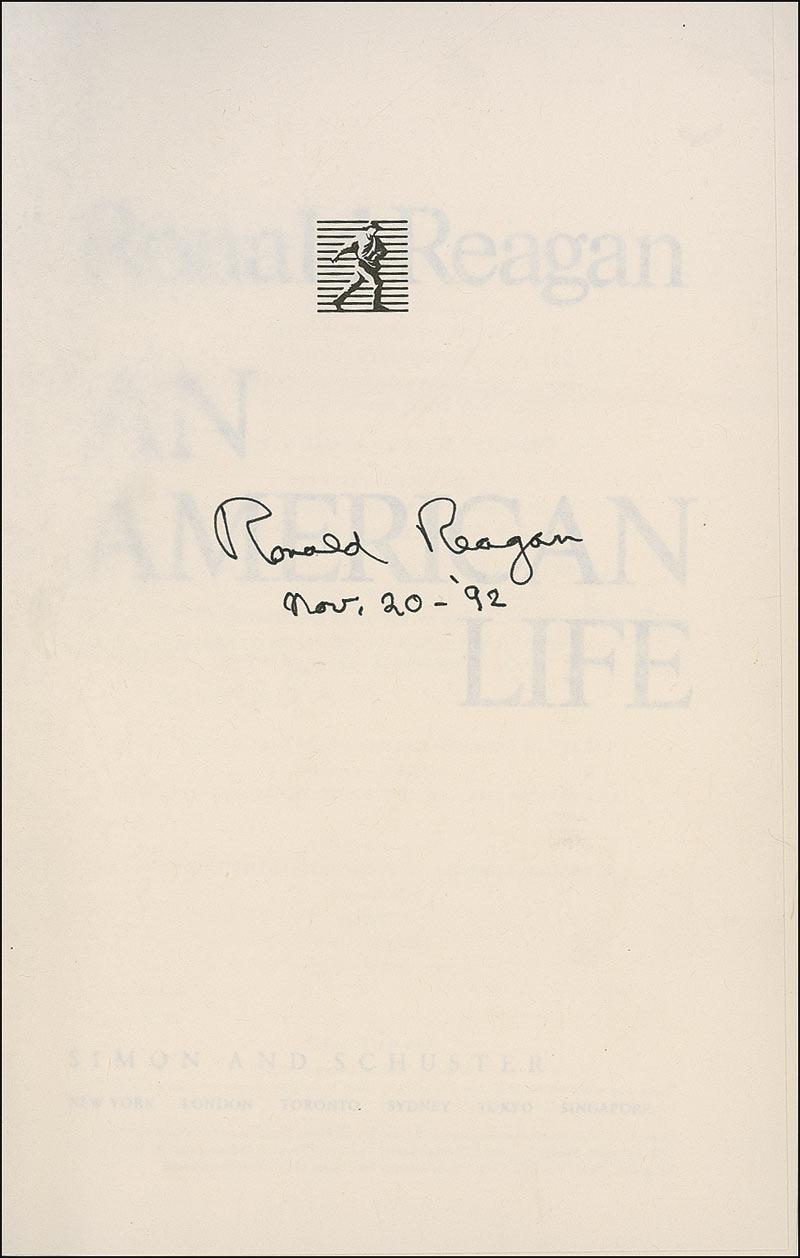 Ronald Reagan
AN
AMERICAN
Ronald Reagan
Nov. 20 - '92
LIFE
SIMON AND SCHUSTER
NEW YORK LONDON TORONTO SYDNEY TOKYO SINGAPORE